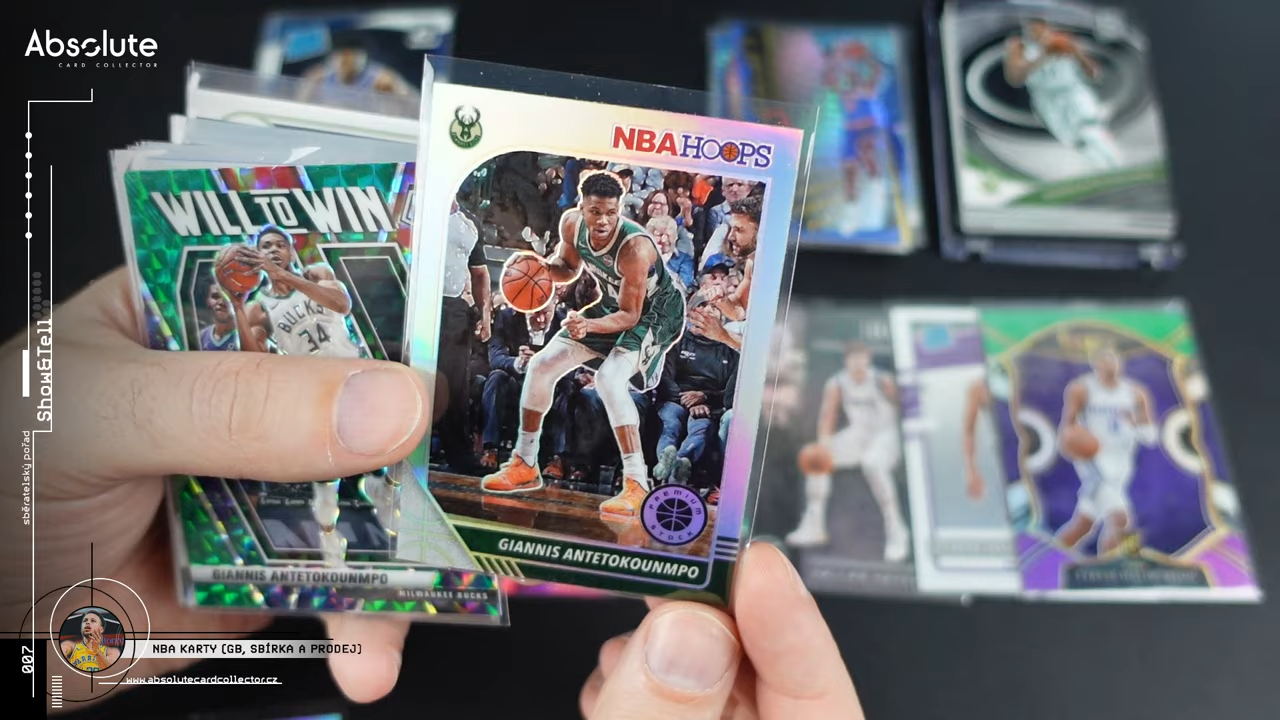 Absolute
CARD COLLECTOR
WILL TO WIN
BUCKS
34
GIANNIS ANTETOKOUNMPO
MILWAUKEE BUCKS
NBA HOOPS
PREMIUM
STOCK
GIANNIS ANTETOKOUNMPO
Show&Tell
sběratelský pořad
007
NBA KARTY (GB, SBÍRKA A PRODEJ)
www.absolutecardcollector.cz